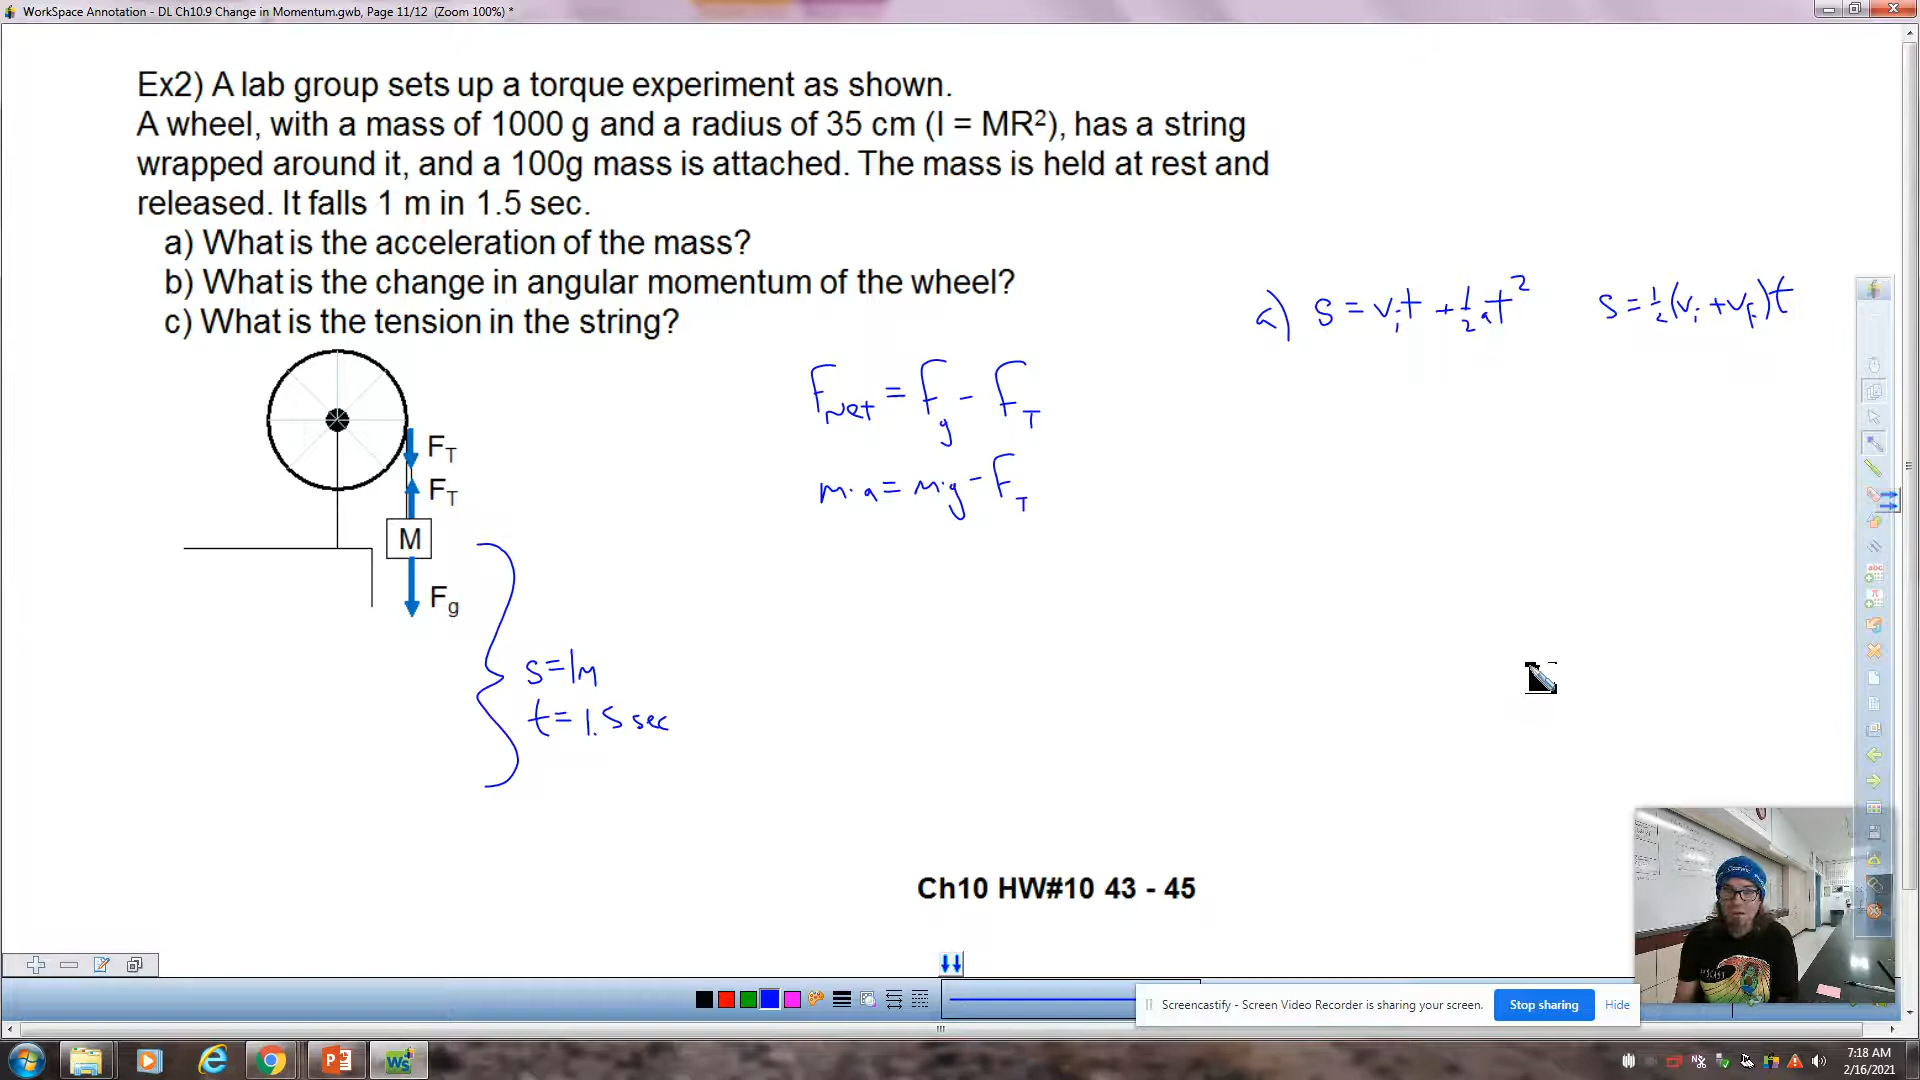 WorkSpace Annotation - DL Ch10.9 Change in Momentum.gwb, Page 11/12 (Zoom 100%) *
Ex2) A lab group sets up a torque experiment as shown.
A wheel, with a mass of 1000 g and a radius of 35 cm (I = MR²), has a string
wrapped around it, and a 100g mass is attached. The mass is held at rest and
released. It falls 1 m in 1.5 sec.
a) What is the acceleration of the mass?
b) What is the change in angular momentum of the wheel?
c) What is the tension in the string?
a) s = vᵢt + ½at²
s = ½(vᵢ + v_f)t
F_Net = F_g - F_T
m·a = m·g - F_T
F_T
F_T
M
F_g
s = 1m
t = 1.5 sec
Ch10 HW#10 43 - 45
Screencastify - Screen Video Recorder is sharing your screen.
Stop sharing
Hide
7:18 AM
2/16/2021